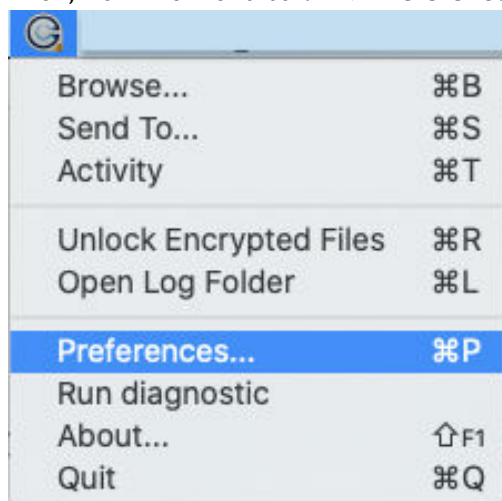 Browse... ⌘B
Send To... ⌘S
Activity ⌘T
Unlock Encrypted Files ⌘R
Open Log Folder ⌘L
Preferences... ⌘P
Run diagnostic
About... ⇧F1
Quit ⌘Q